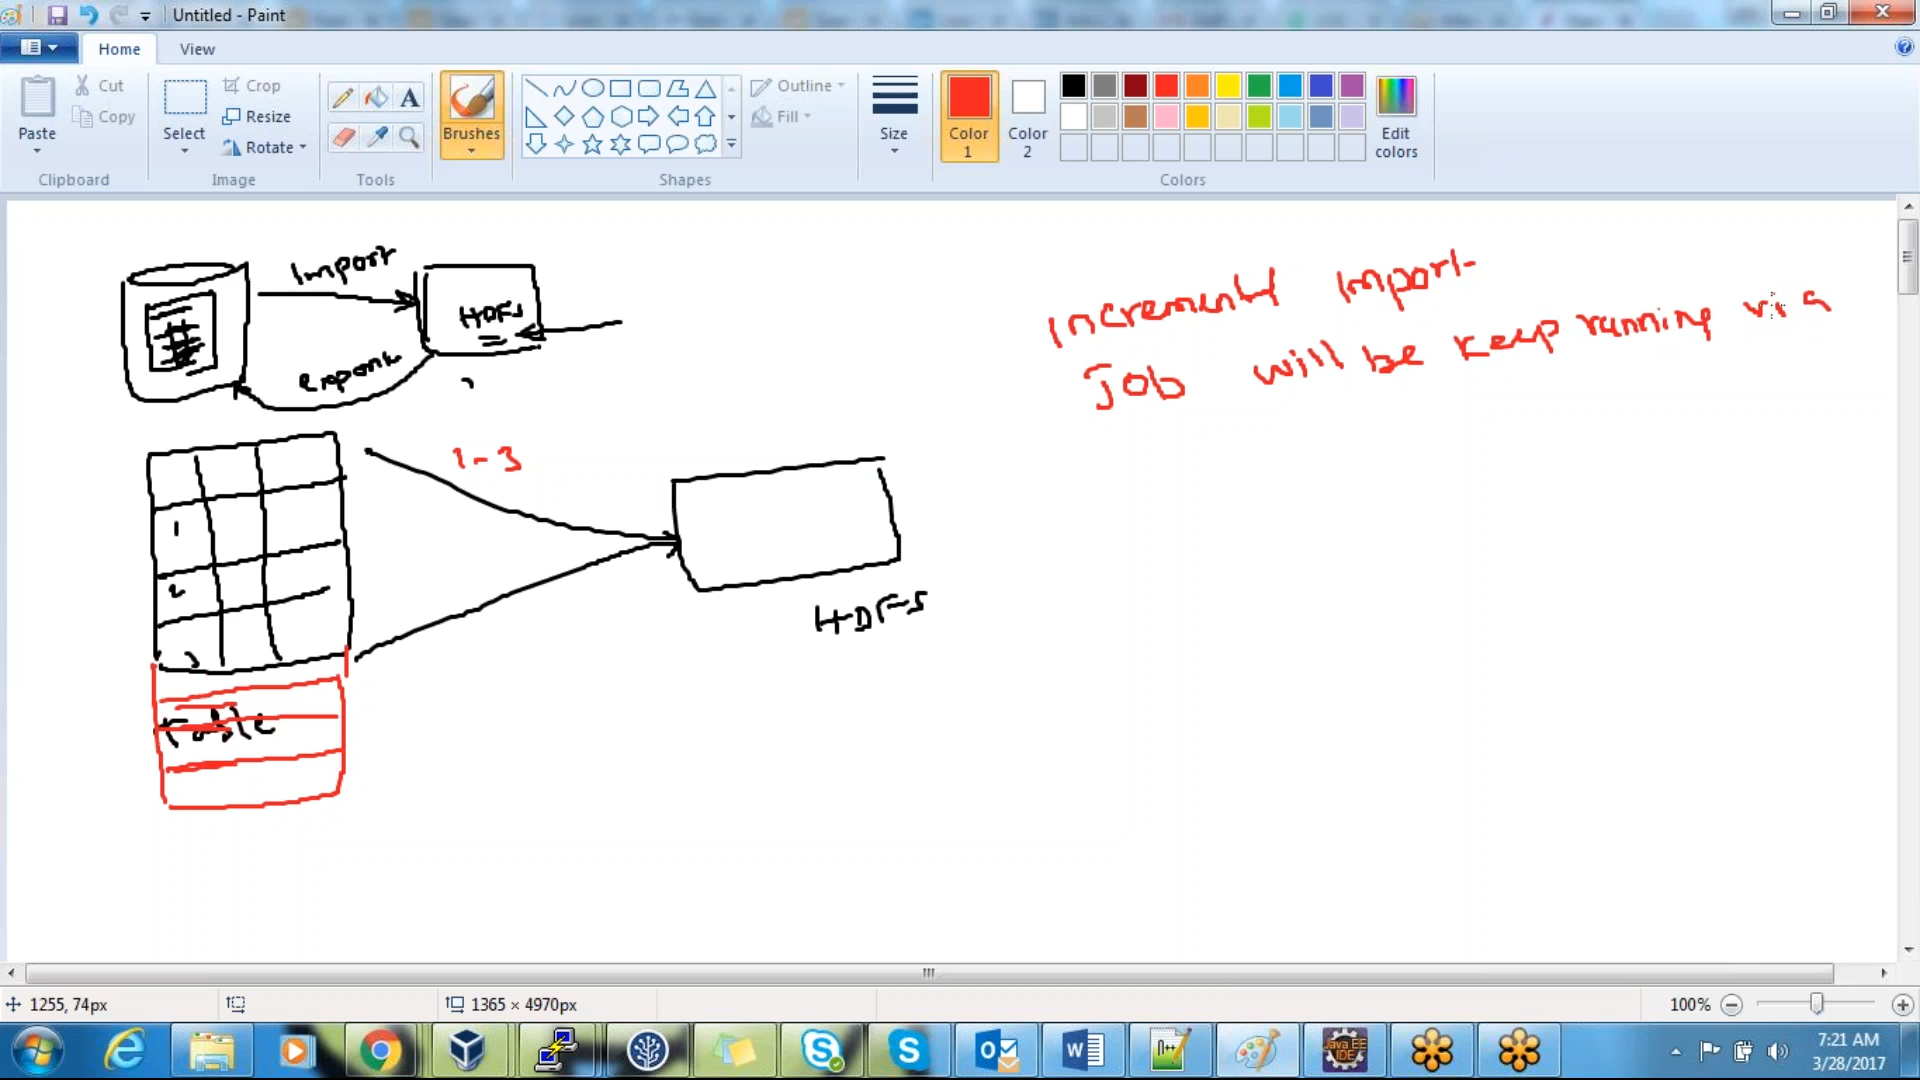 Untitled - Paint
Home View
Paste
Cut
Copy
Clipboard
Select
Crop
Resize
Rotate
Image
A
Tools
Brushes
Outline
Fill
Shapes
Size
Color 1
Color 2
Edit colors
Colors
Import
HDFS
Incremental Import
Job will be keep running via
1-3
1
2
3
HDFS
Table
1255, 74px
1365 × 4970px
100%
7:21 AM
3/28/2017